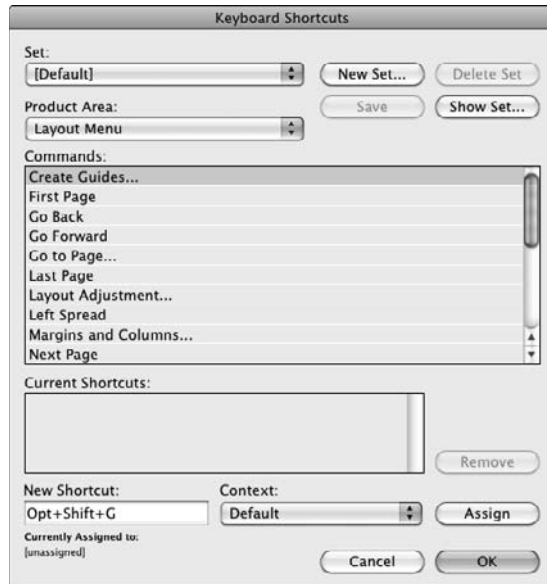 Keyboard Shortcuts
Set:
[Default]
New Set...
Delete Set
Product Area:
Save
Show Set...
Layout Menu
Commands:
Create Guides...
First Page
Go Back
Go Forward
Go to Page...
Last Page
Layout Adjustment...
Left Spread
Margins and Columns...
Next Page
Current Shortcuts:
Remove
New Shortcut:
Context:
Opt+Shift+G
Default
Assign
Currently Assigned to:
[unassigned]
Cancel
OK